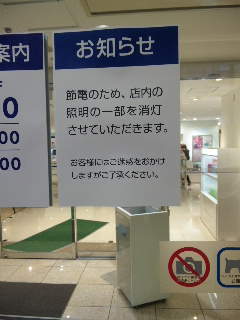 案内
0
00
00
お知らせ
節電のため、店内の
照明の一部を消灯
させていただきます。
お客様にはご迷惑をおかけ
しますがご了承ください。